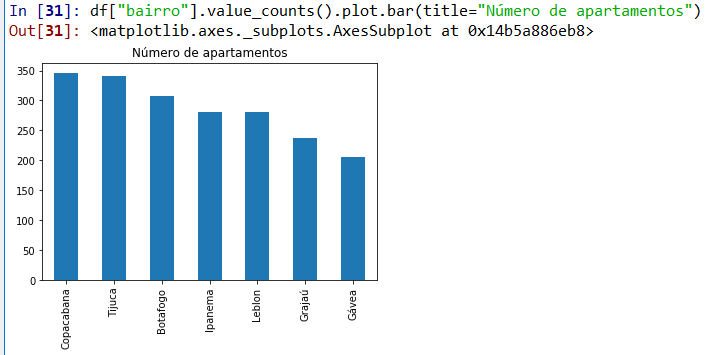 In [31]: df["bairro"].value_counts().plot.bar(title="Número de apartamentos")
Out[31]: <matplotlib.axes._subplots.AxesSubplot at 0x14b5a886eb8>
Número de apartamentos
350
300
250
200
150
100
50
0
Copacabana
Tijuca
Botafogo
Ipanema
Leblon
Grajaú
Gávea